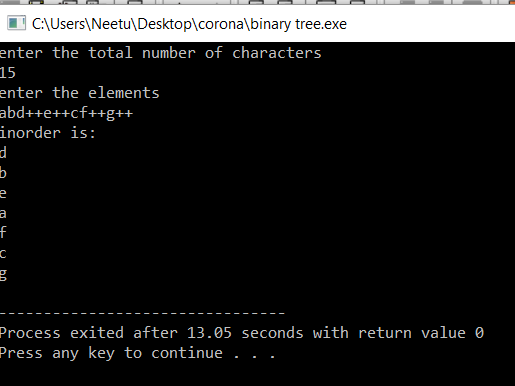 C:\Users\Neetu\Desktop\corona\binary tree.exe
enter the total number of characters
15
enter the elements
abd++e++cf++g++
inorder is:
d
b
e
a
f
c
g
--------------------------------
Process exited after 13.05 seconds with return value 0
Press any key to continue . . .